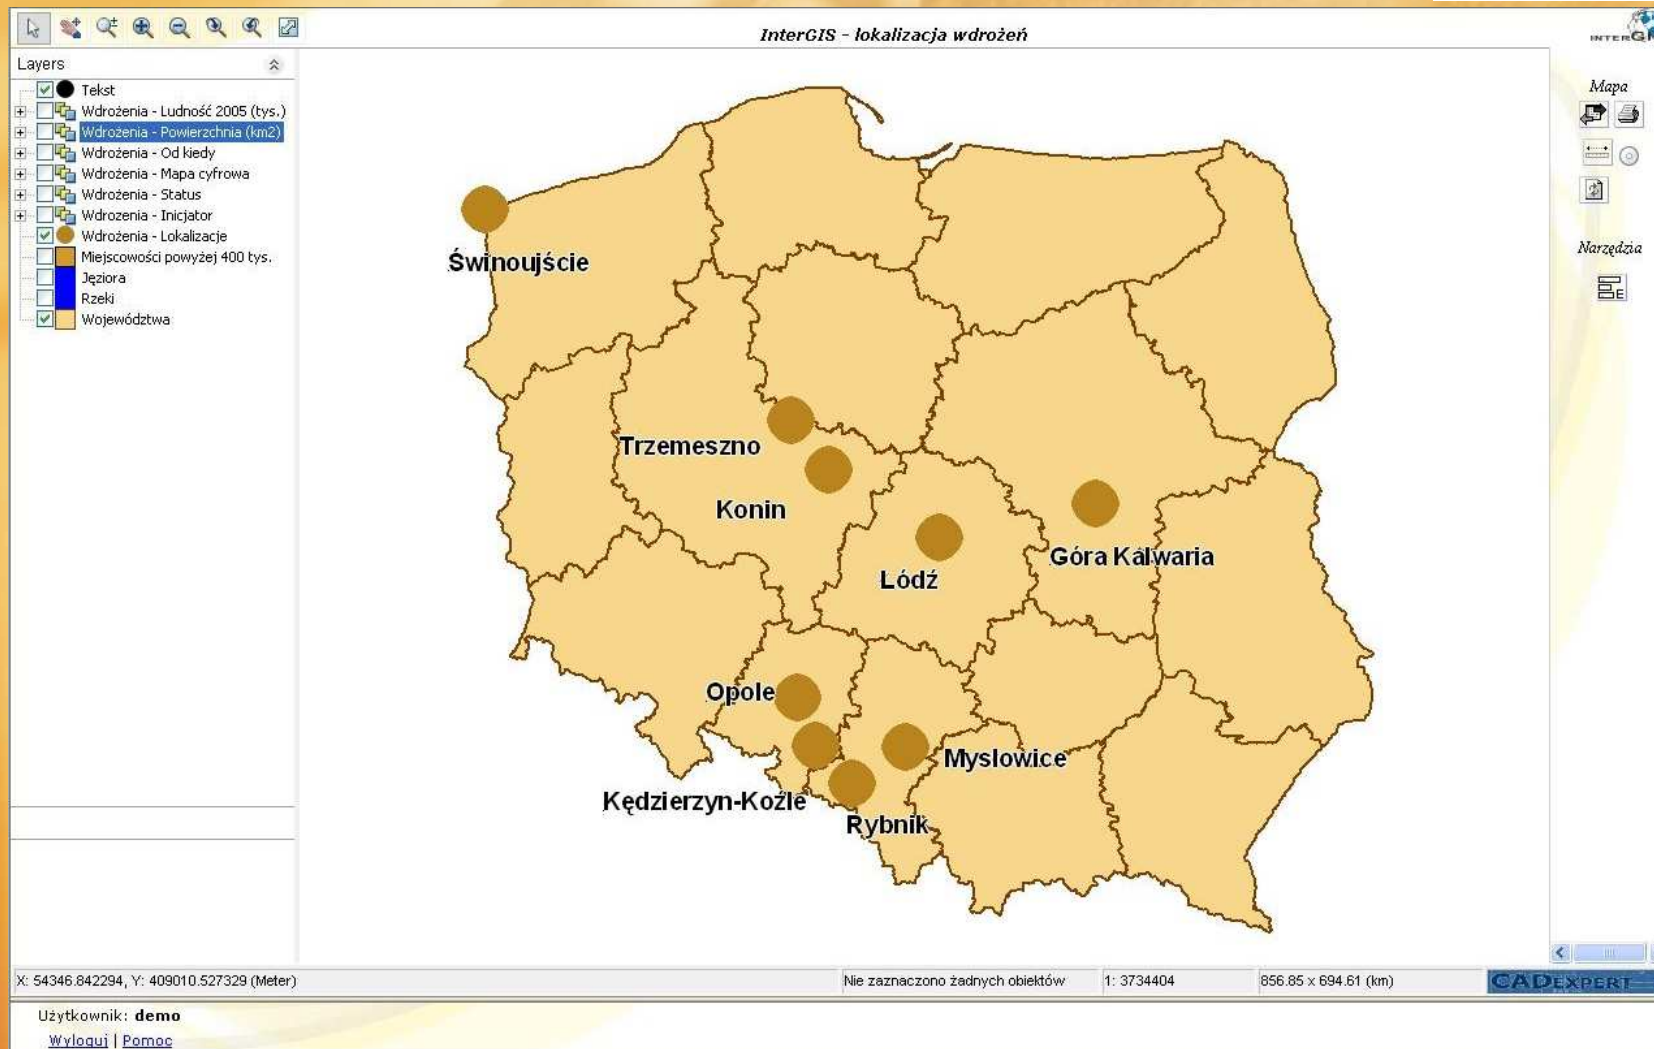 InterGIS - lokalizacja wdrożeń
Layers
Tekst
Wdrożenia - Ludność 2005 (tys.)
Wdrożenia - Powierzchnia (km2)
Wdrożenia - Od kiedy
Wdrożenia - Mapa cyfrowa
Wdrożenia - Status
Wdrozenia - Inicjator
Wdrożenia - Lokalizacje
Miejscowości powyżej 400 tys.
Jęziora
Rzeki
Województwa
Świnoujście
Trzemeszno
Konin
Łódź
Góra Kalwaria
Opole
Mysłowice
Kędzierzyn-Koźle
Rybnik
Mapa
Narzędzia
X: 54346.842294, Y: 409010.527329 (Meter)
Nie zaznaczono żadnych obiektów
1: 3734404
856.85 x 694.61 (km)
CADEXPERT
Użytkownik: demo
Wyloguj | Pomoc